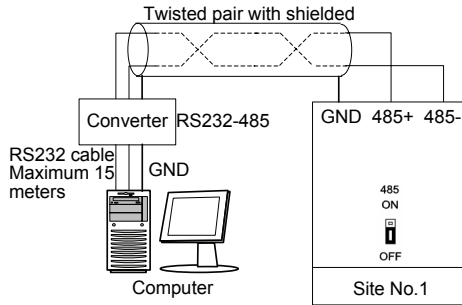 Twisted pair with shielded
Converter RS232-485
GND 485+ 485-
RS232 cable
Maximum 15
meters
GND
485
ON
OFF
Computer
Site No.1